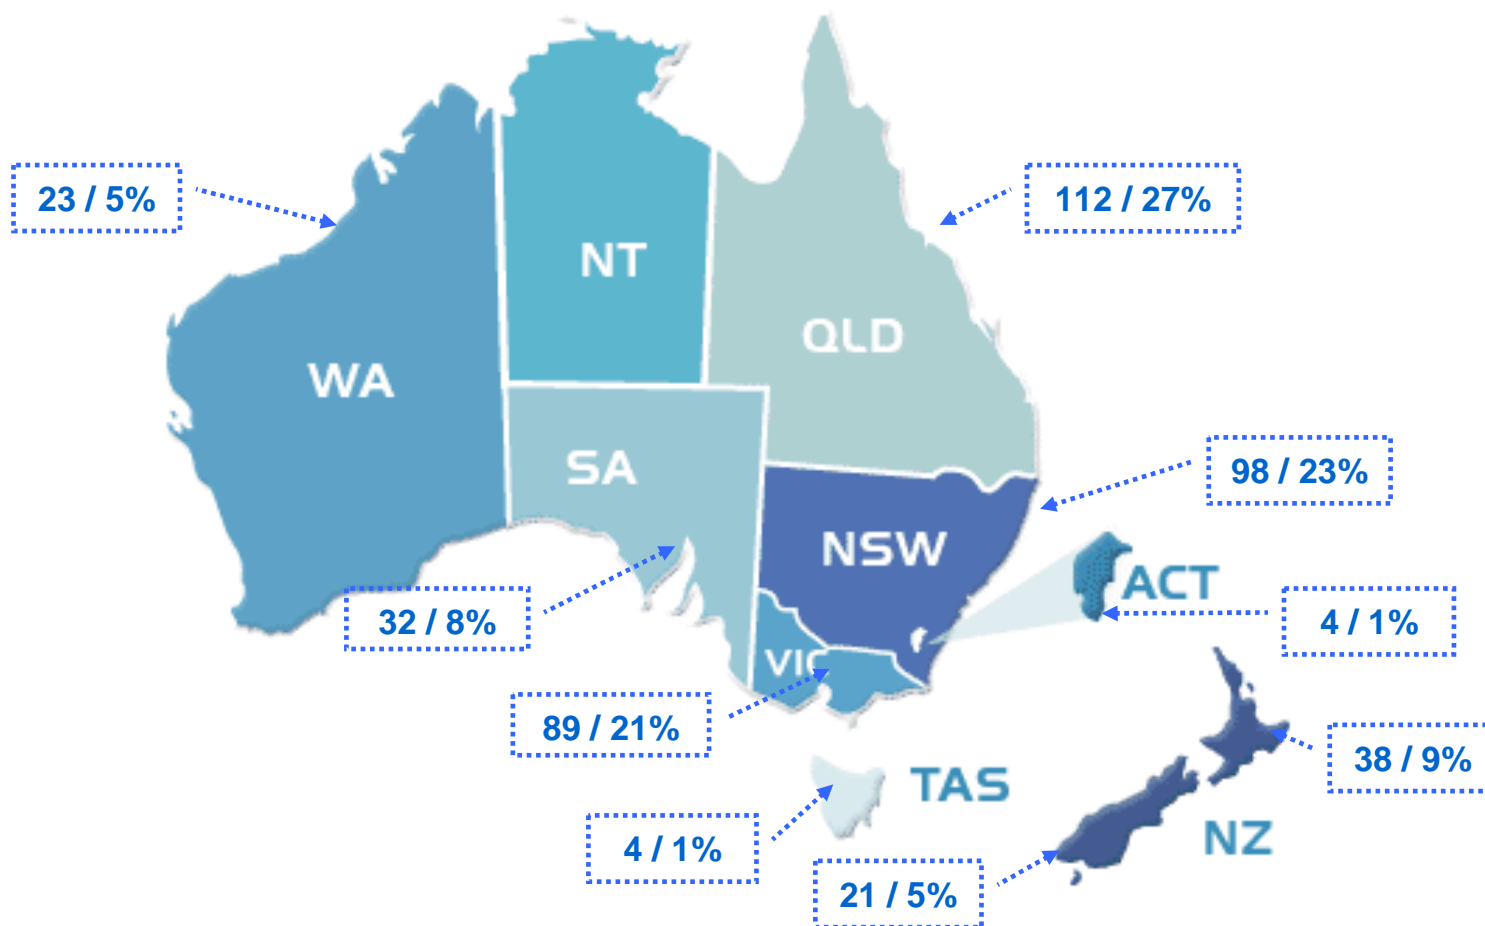 23 / 5%
112 / 27%
NT
QLD
WA
SA
98 / 23%
NSW
ACT
32 / 8%
4 / 1%
VIC
89 / 21%
38 / 9%
TAS
NZ
4 / 1%
21 / 5%